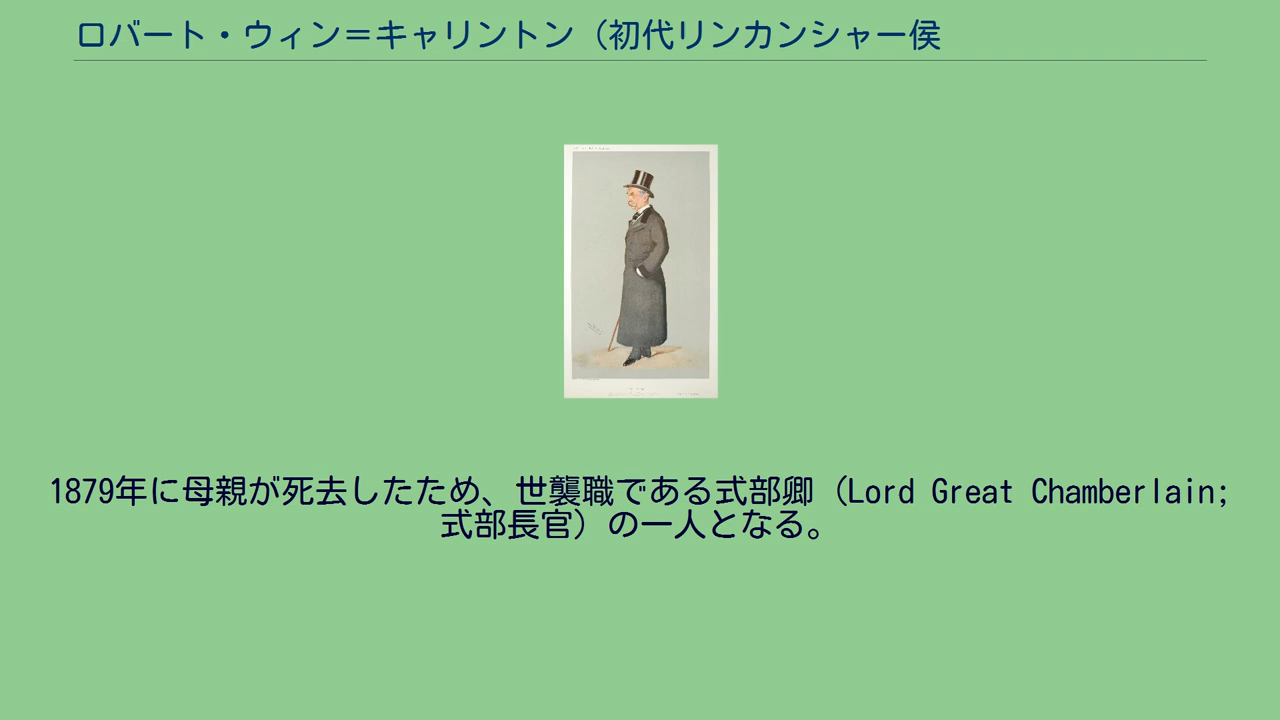 ロバート・ウィン＝キャリントン（初代リンカンシャー侯
1879年に母親が死去したため、世襲職である式部卿（Lord Great Chamberlain;
式部長官）の一人となる。